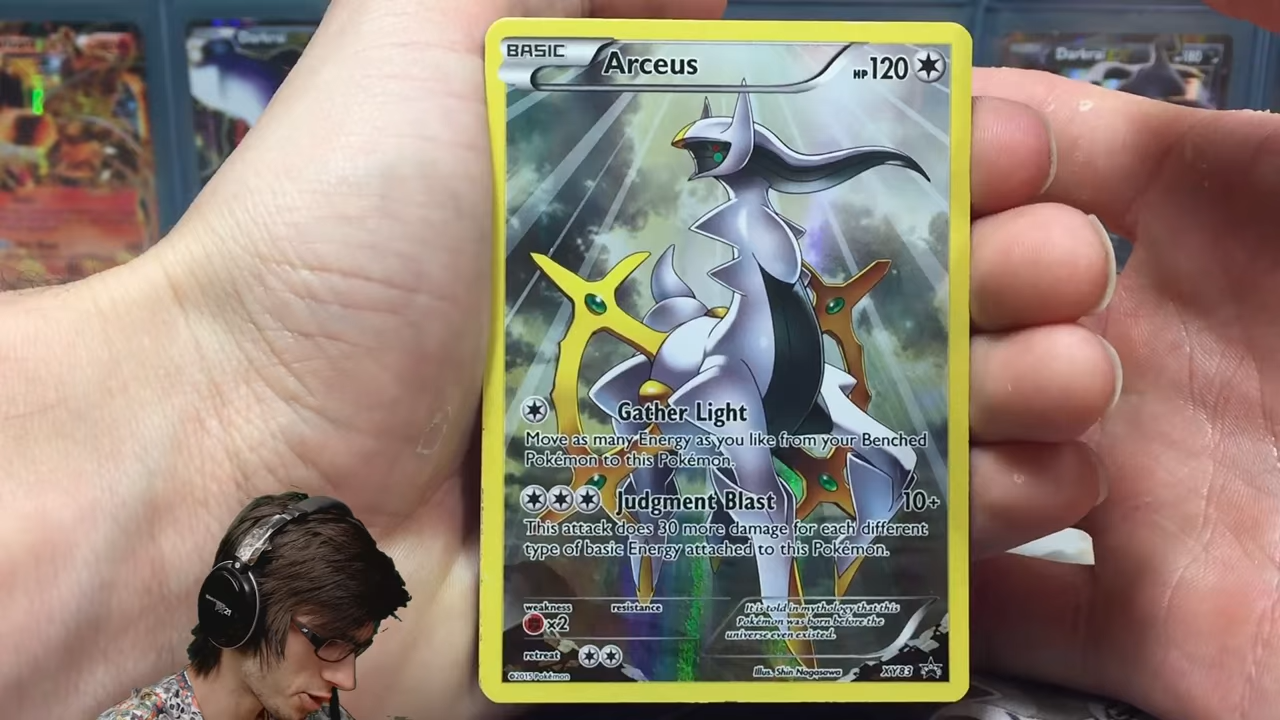 Darkrai
BASIC
Arceus
HP120
Gather Light
Move as many Energy as you like from your Benched
Pokémon to this Pokémon.
Judgment Blast 10+
This attack does 30 more damage for each different
type of basic Energy attached to this Pokémon.
weakness resistance
x2
It is told in mythology that this
Pokémon was born before the
universe even existed.
retreat
©2015 Pokémon
Illus. Shin Nagasawa
XY83